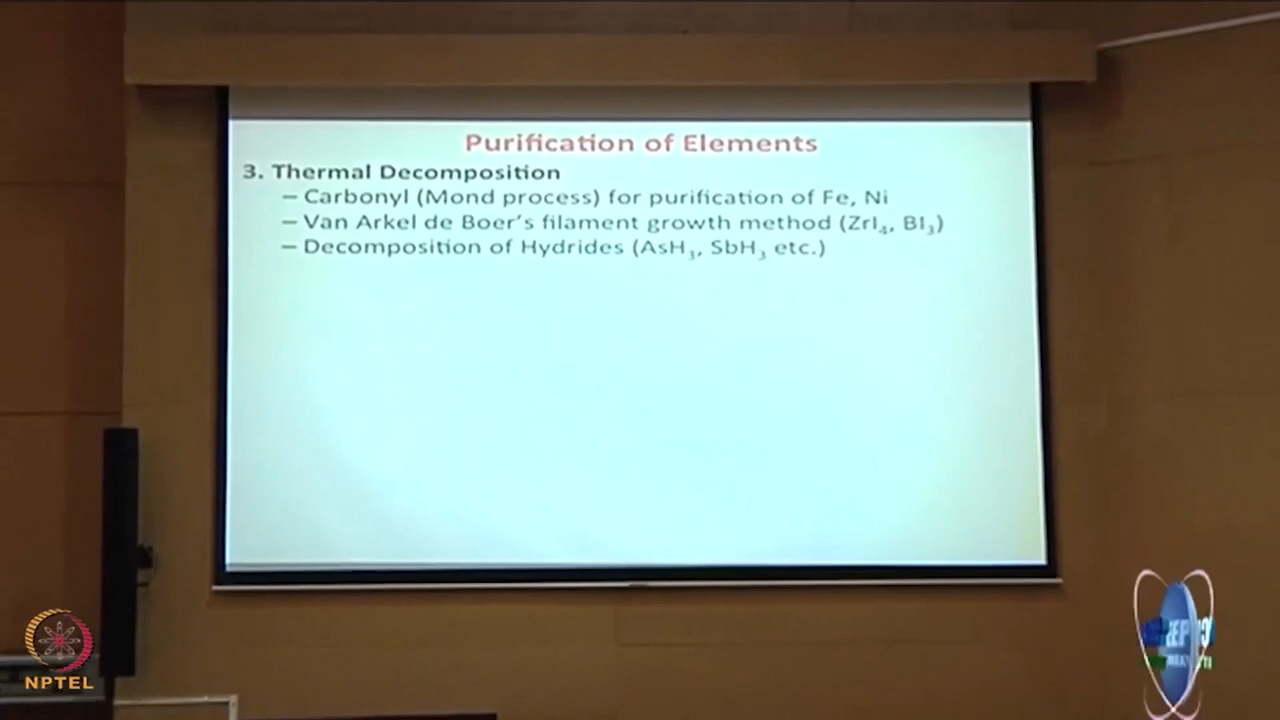 Purification of Elements
3. Thermal Decomposition
– Carbonyl (Mond process) for purification of Fe, Ni
– Van Arkel de Boer's filament growth method (ZrI₄, BI₃)
– Decomposition of Hydrides (AsH₃, SbH₃ etc.)
NPTEL